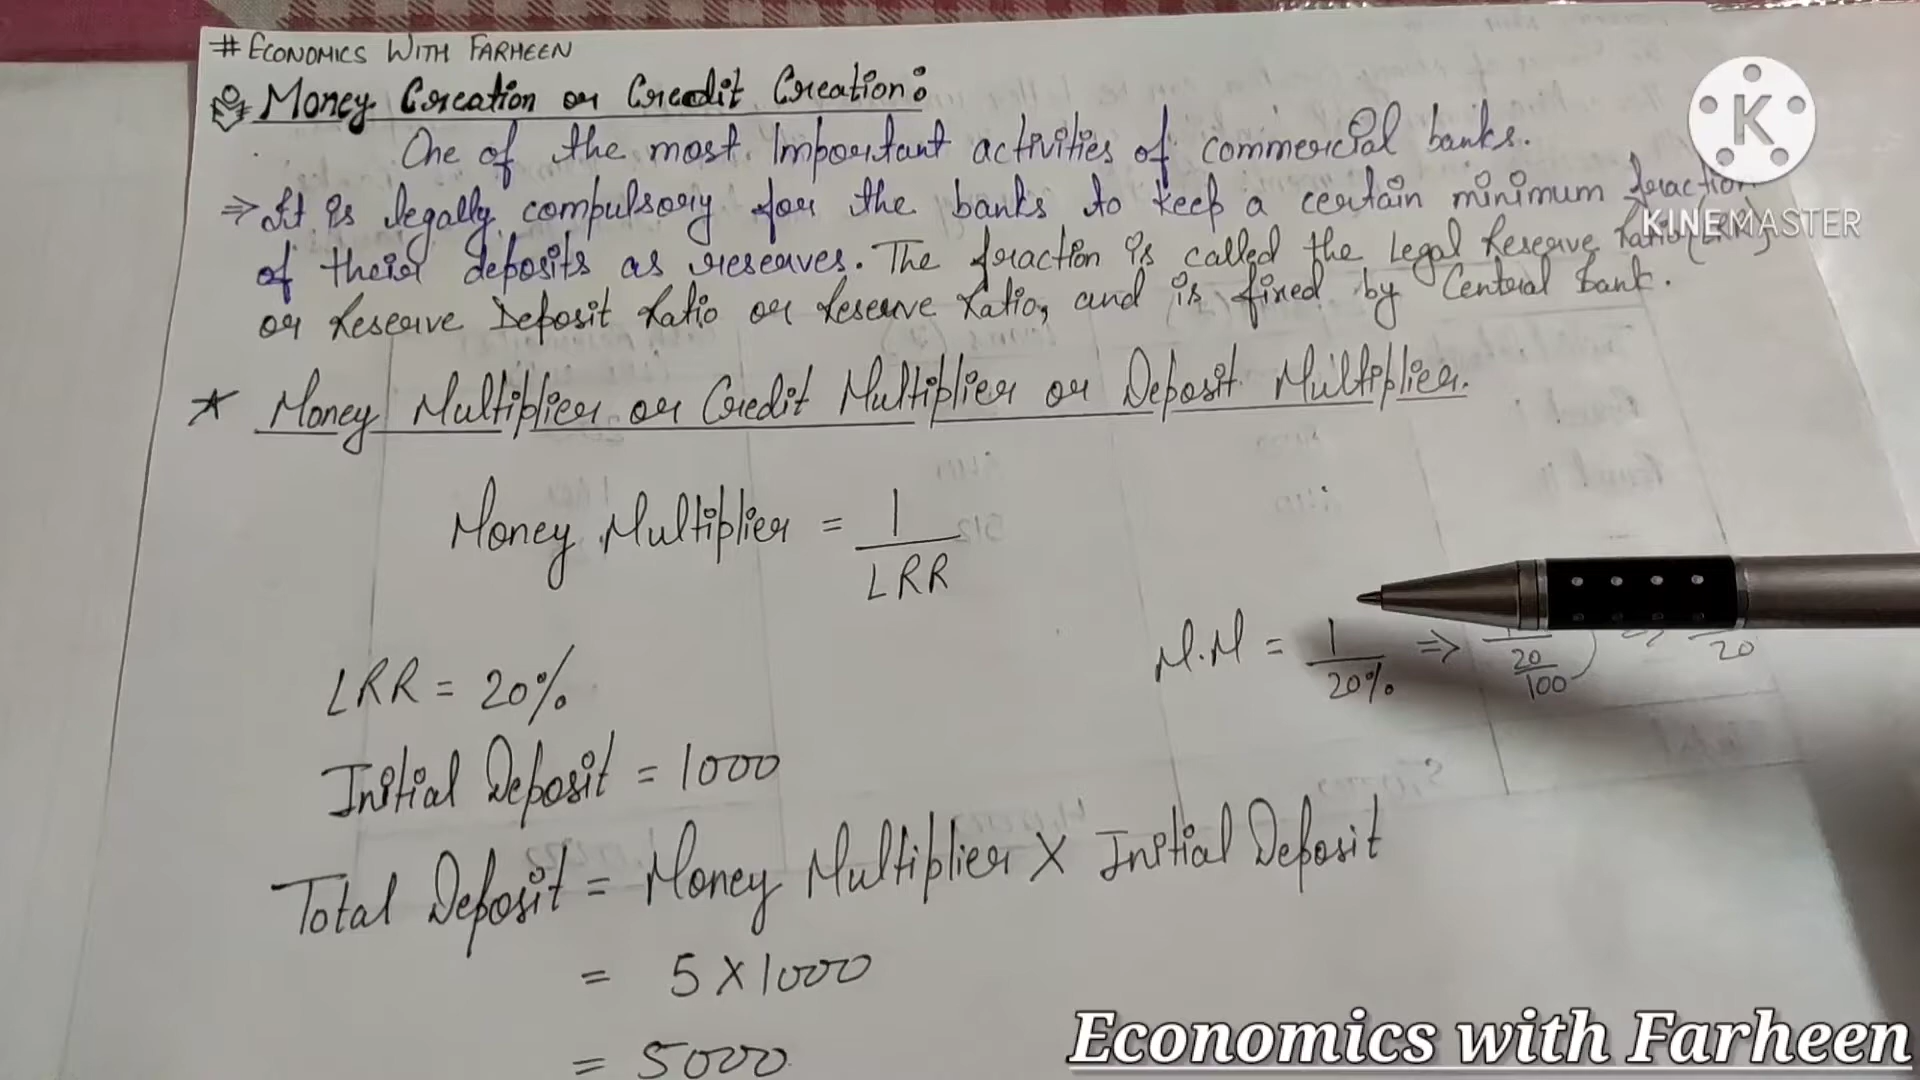 # ECONOMICS WITH FARHEEN
Money Creation or Credit Creation:
One of the most Important activities of commercial banks.
⇒ It is legally compulsory for the banks to keep a certain minimum fraction
of their deposits as reserves. The fraction is called the Legal Reserve Ratio (LRR)
or Reserve Deposit Ratio or Reserve Ratio, and is fixed by Central Bank.
* Money Multiplier or Credit Multiplier or Deposit Multiplier.
Money Multiplier = 1/LRR
M.M = 1/20% ⇒ 20/100 ⇒ 20
LRR = 20%
Initial Deposit = 1000
Total Deposit = Money Multiplier X Initial Deposit
= 5 X 1000
= 5000
K
KINEMASTER
Economics with Farheen